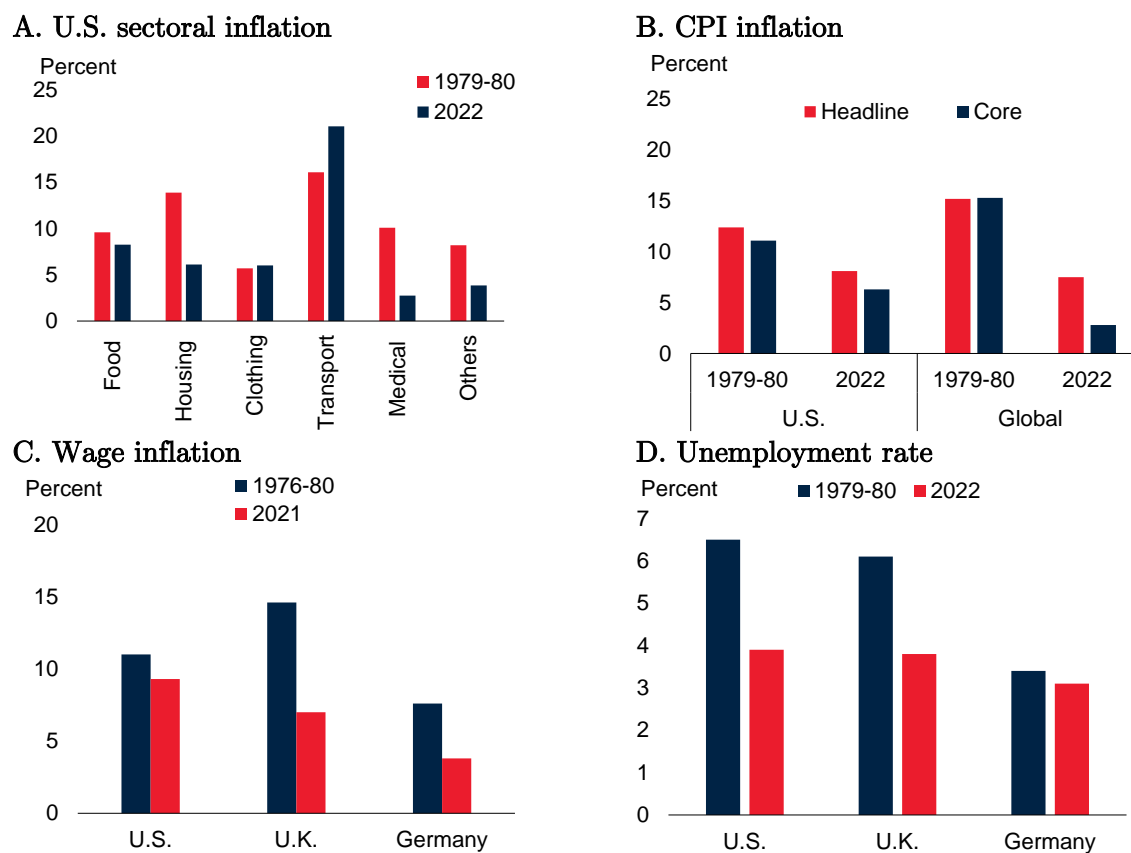 A. U.S. sectoral inflation
Percent
1979-80
2022
25
20
15
10
5
0
Food
Housing
Clothing
Transport
Medical
Others
B. CPI inflation
Percent
Headline Core
25
20
15
10
5
0
1979-80 2022 1979-80 2022
U.S. Global
C. Wage inflation
Percent
1976-80
2021
20
15
10
5
0
U.S. U.K. Germany
D. Unemployment rate
Percent
1979-80 2022
7
6
5
4
3
2
1
0
U.S. U.K. Germany